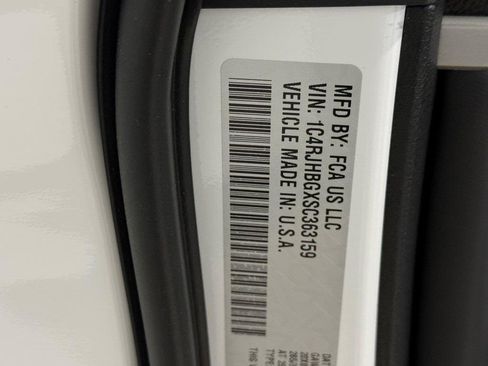 MFD BY: FCA US LLC
VIN: 1C4RJHBGXSC363159
VEHICLE MADE IN: U.S.A.